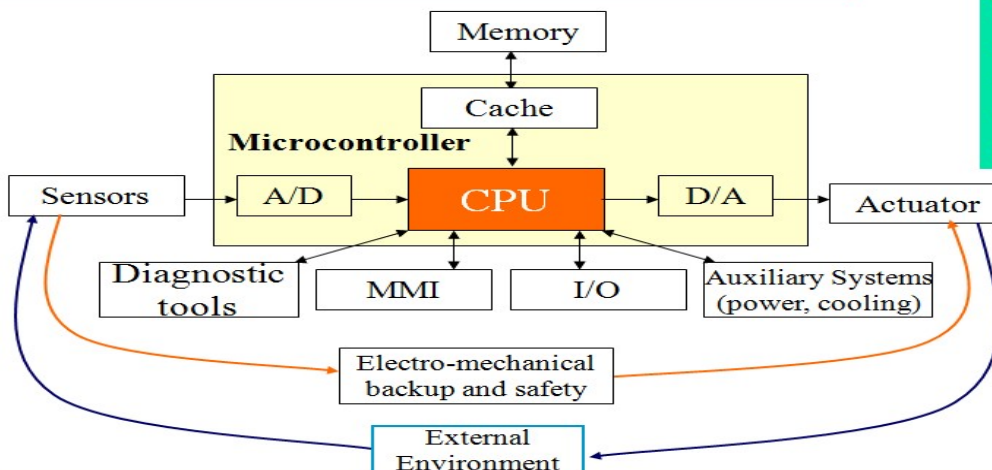 Memory
Cache
Microcontroller
Sensors
A/D
CPU
D/A
Actuator
Diagnostic
tools
MMI
I/O
Auxiliary Systems
(power, cooling)
Electro-mechanical
backup and safety
External
Environment